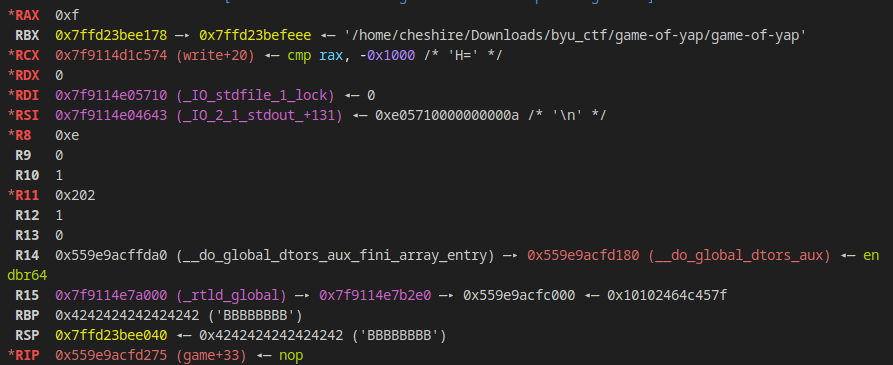 *RAX  0xf
RBX  0x7ffd23bee178 —▸ 0x7ffd23befeee ◂— '/home/cheshire/Downloads/byu_ctf/game-of-yap/game-of-yap'
*RCX  0x7f9114d1c574 (write+20) ◂— cmp rax, -0x1000 /* 'H=' */
*RDX  0
*RDI  0x7f9114e05710 (_IO_stdfile_1_lock) ◂— 0
*RSI  0x7f9114e04643 (_IO_2_1_stdout_+131) ◂— 0xe05710000000000a /* '\n' */
*R8  0xe
R9  0
R10  1
*R11  0x202
R12  1
R13  0
R14  0x559e9acffda0 (__do_global_dtors_aux_fini_array_entry) —▸ 0x559e9acfd180 (__do_global_dtors_aux) ◂— en
dbr64
R15  0x7f9114e7a000 (_rtld_global) —▸ 0x7f9114e7b2e0 —▸ 0x559e9acfc000 ◂— 0x10102464c457f
RBP  0x4242424242424242 ('BBBBBBBB')
RSP  0x7ffd23bee040 ◂— 0x4242424242424242 ('BBBBBBBB')
*RIP  0x559e9acfd275 (game+33) ◂— nop